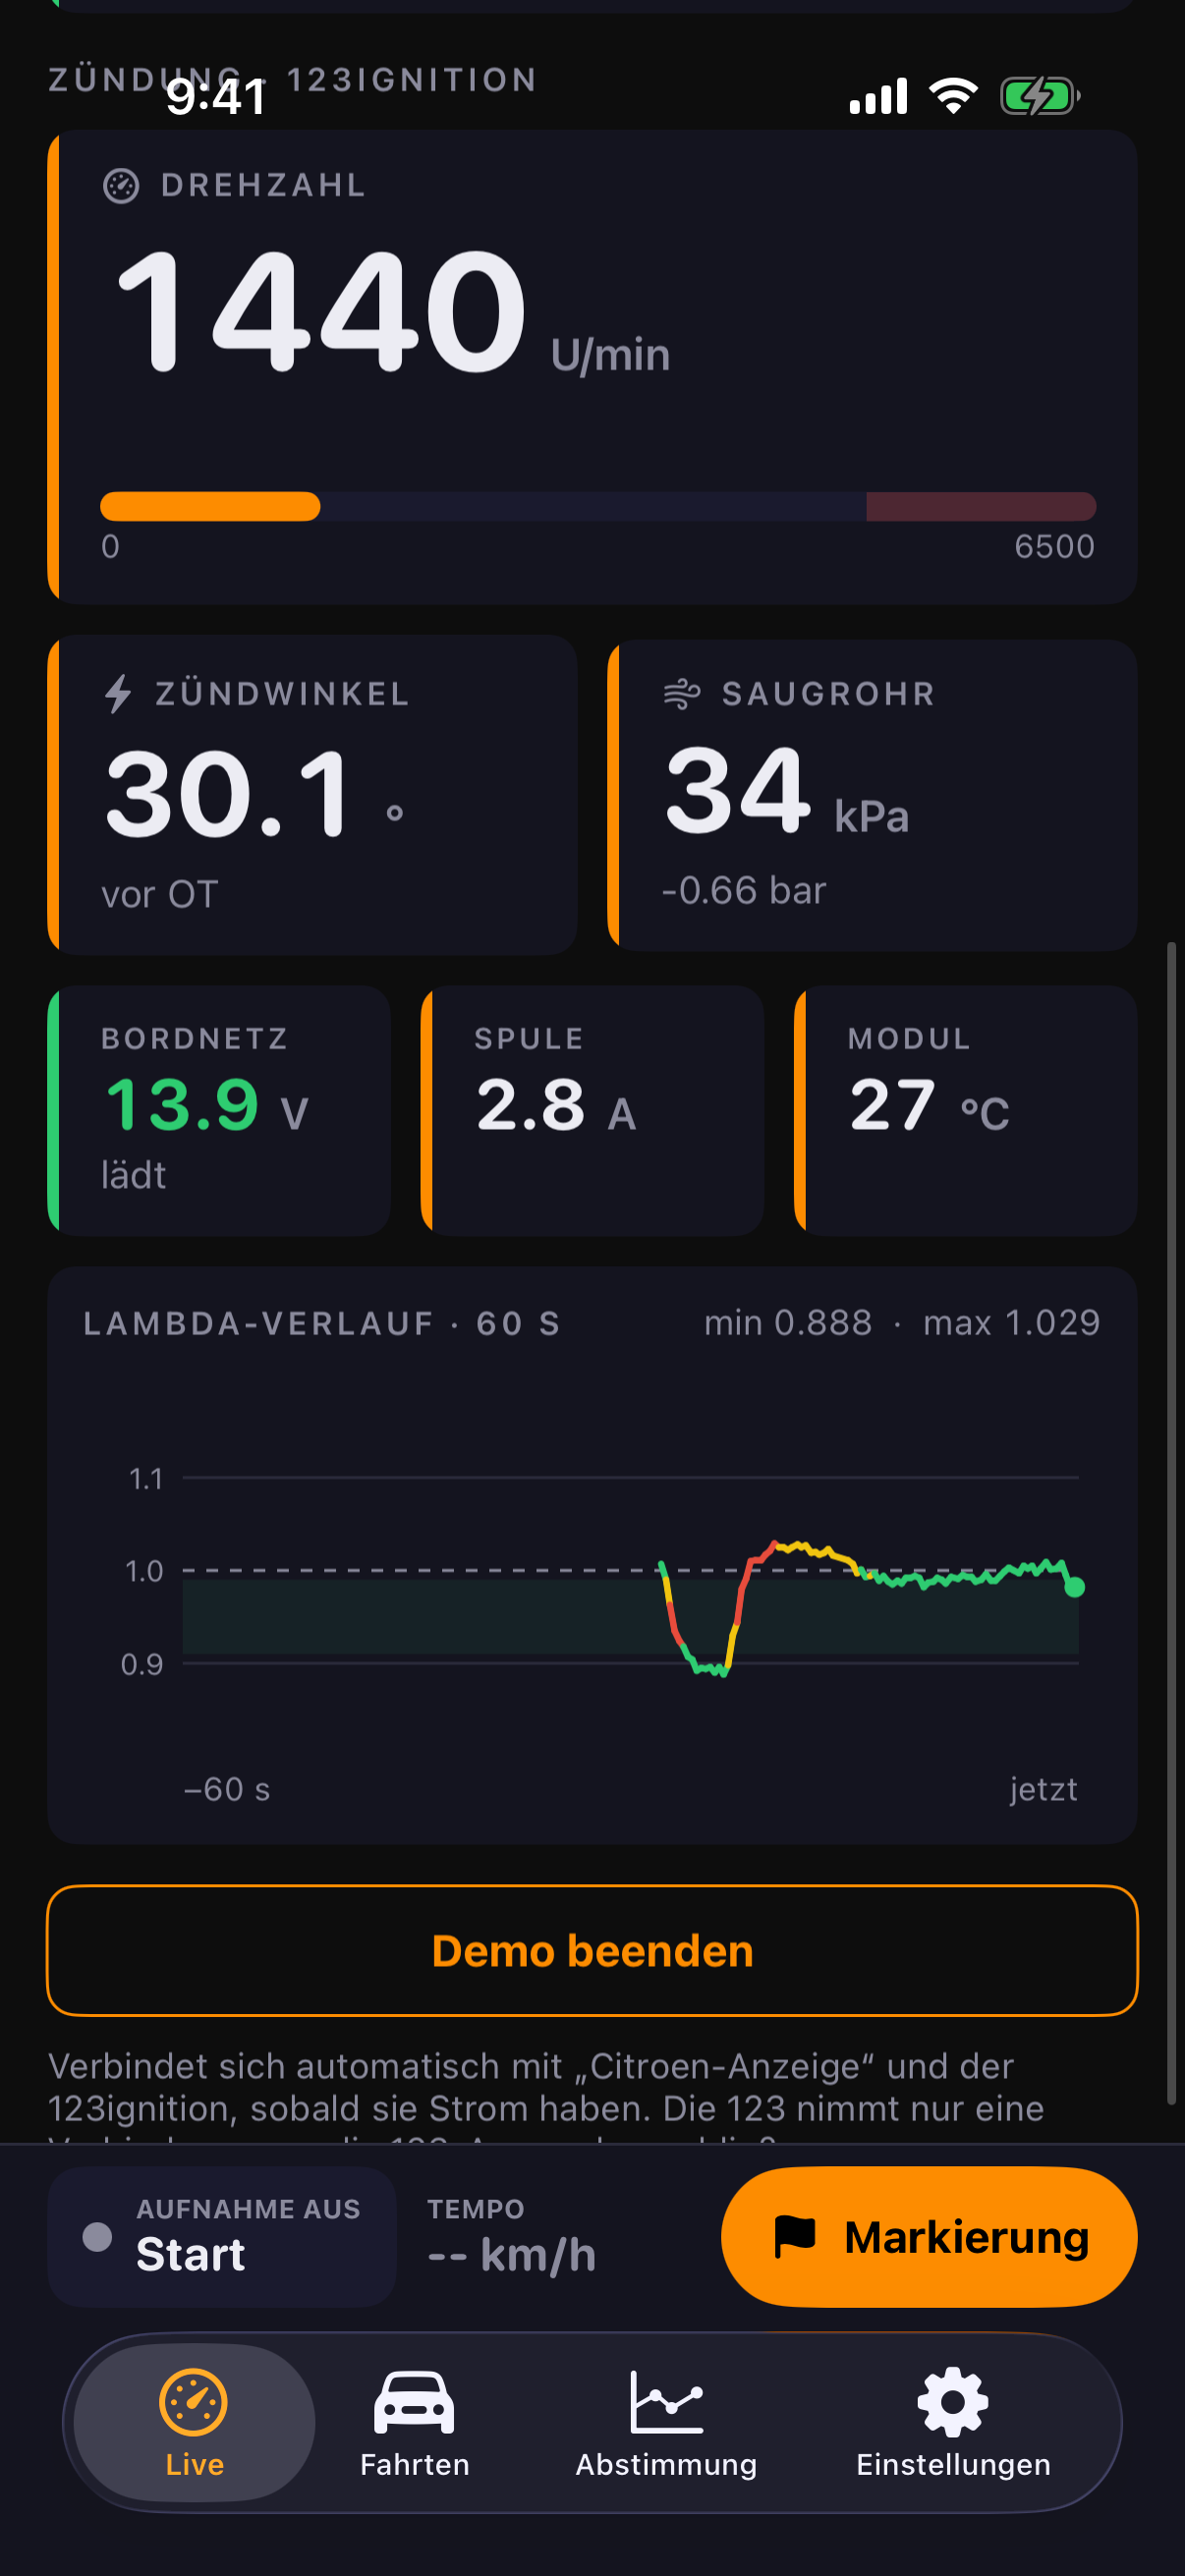 ZÜNDUNG · 123IGNITION
9:41
DREHZAHL
1440 U/min
0 6500
ZÜNDWINKEL
30.1 °
vor OT
SAUGROHR
34 kPa
-0.66 bar
BORDNETZ
13.9 V
lädt
SPULE
2.8 A
MODUL
27 °C
LAMBDA-VERLAUF · 60 S min 0.888 · max 1.029
1.1
1.0
0.9
–60 s jetzt
Demo beenden
Verbindet sich automatisch mit „Citroen-Anzeige“ und der
123ignition, sobald sie Strom haben. Die 123 nimmt nur eine
AUFNAHME AUS
Start
TEMPO
-- km/h
Markierung
Live
Fahrten
Abstimmung
Einstellungen